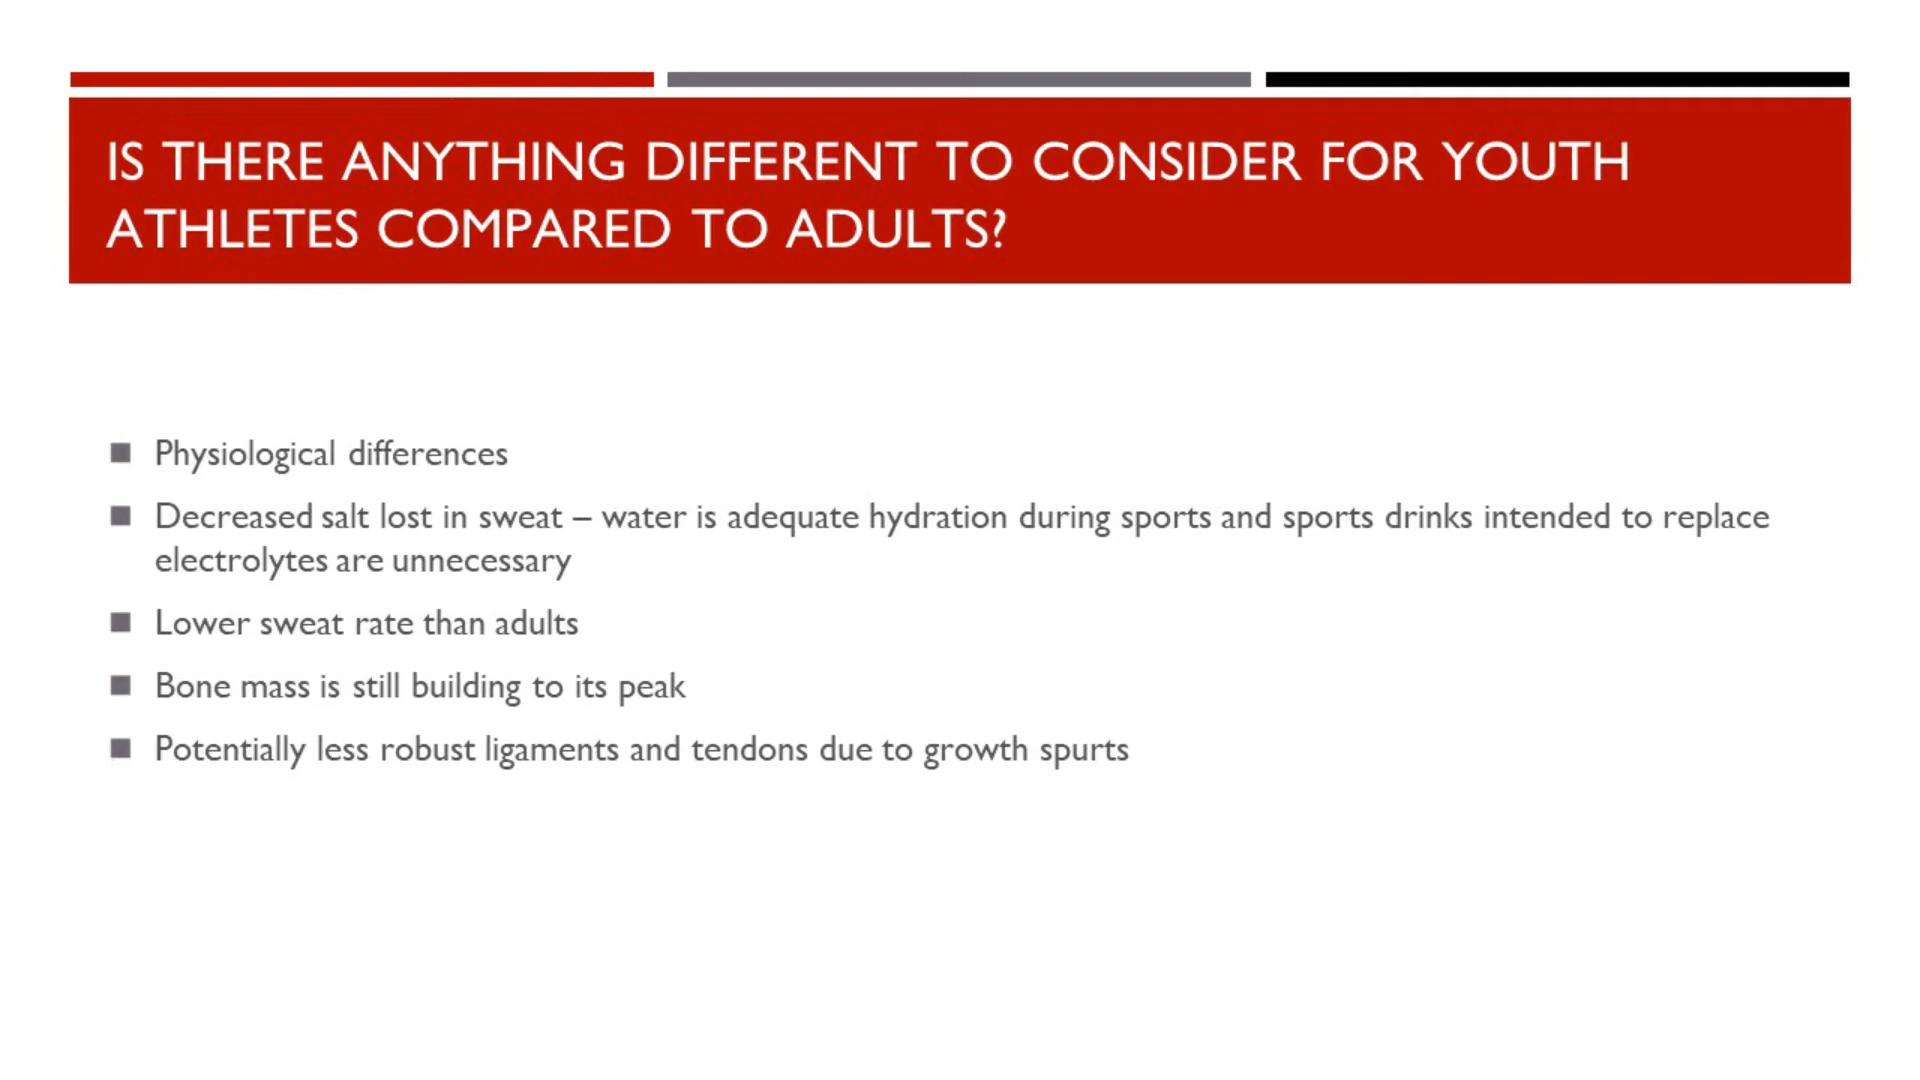 IS THERE ANYTHING DIFFERENT TO CONSIDER FOR YOUTH
ATHLETES COMPARED TO ADULTS?
Physiological differences
Decreased salt lost in sweat – water is adequate hydration during sports and sports drinks intended to replace
electrolytes are unnecessary
Lower sweat rate than adults
Bone mass is still building to its peak
Potentially less robust ligaments and tendons due to growth spurts